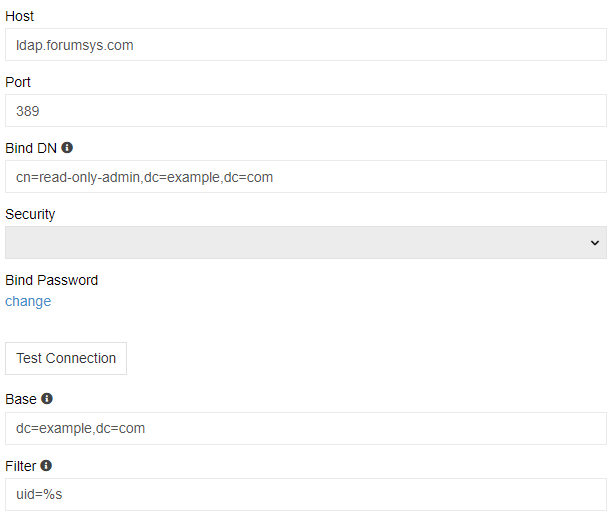 Host
ldap.forumsys.com
Port
389
Bind DN
cn=read-only-admin,dc=example,dc=com
Security
Bind Password
change
Test Connection
Base
dc=example,dc=com
Filter
uid=%s